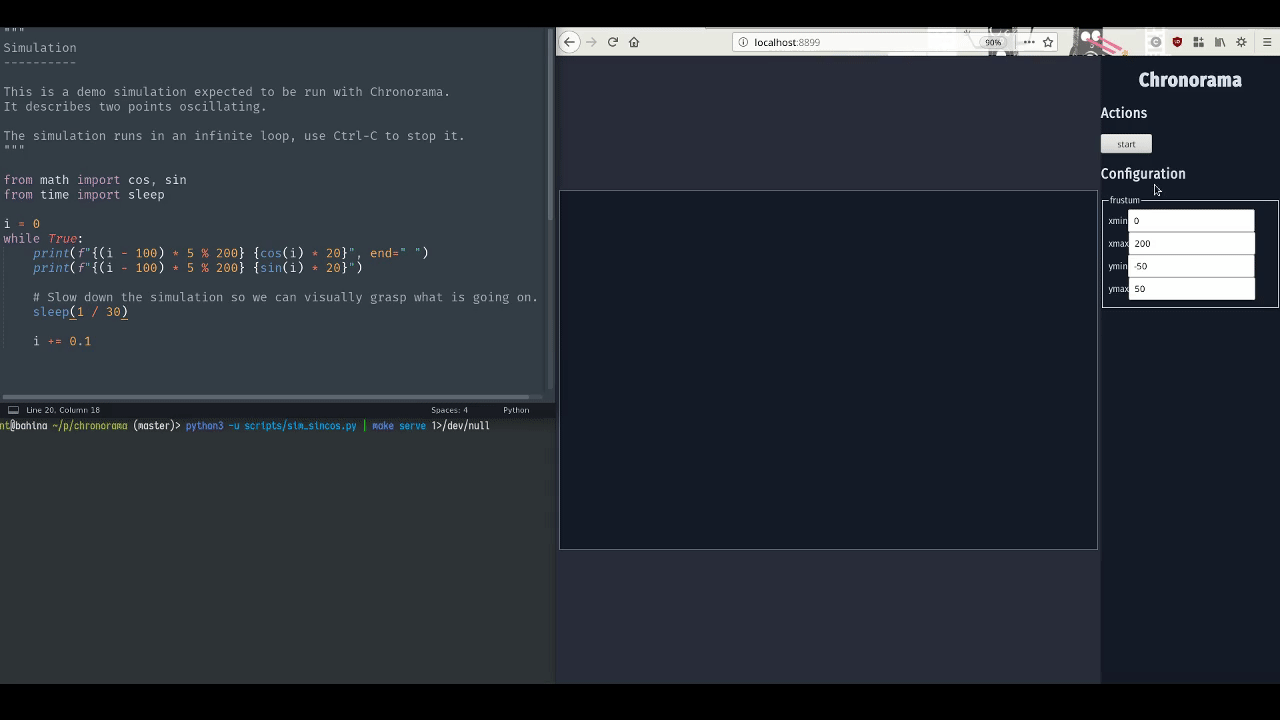 """
Simulation
----------
This is a demo simulation expected to be run with Chronorama.
It describes two points oscillating.
The simulation runs in an infinite loop, use Ctrl-C to stop it.
"""
from math import cos, sin
from time import sleep
i = 0
while True:
    print(f"{(i - 100) * 5 % 200} {cos(i) * 20}", end=" ")
    print(f"{(i - 100) * 5 % 200} {sin(i) * 20}")
    # Slow down the simulation so we can visually grasp what is going on.
    sleep(1 / 30)
    i += 0.1
Line 20, Column 18 Spaces: 4 Python
nt@bahina ~/p/chronorama (master)> python3 -u scripts/sim_sincos.py | make serve 1>/dev/null
localhost:8899 90%
Chronorama
Actions
start
Configuration
frustum
xmin 0
xmax 200
ymin -50
ymax 50